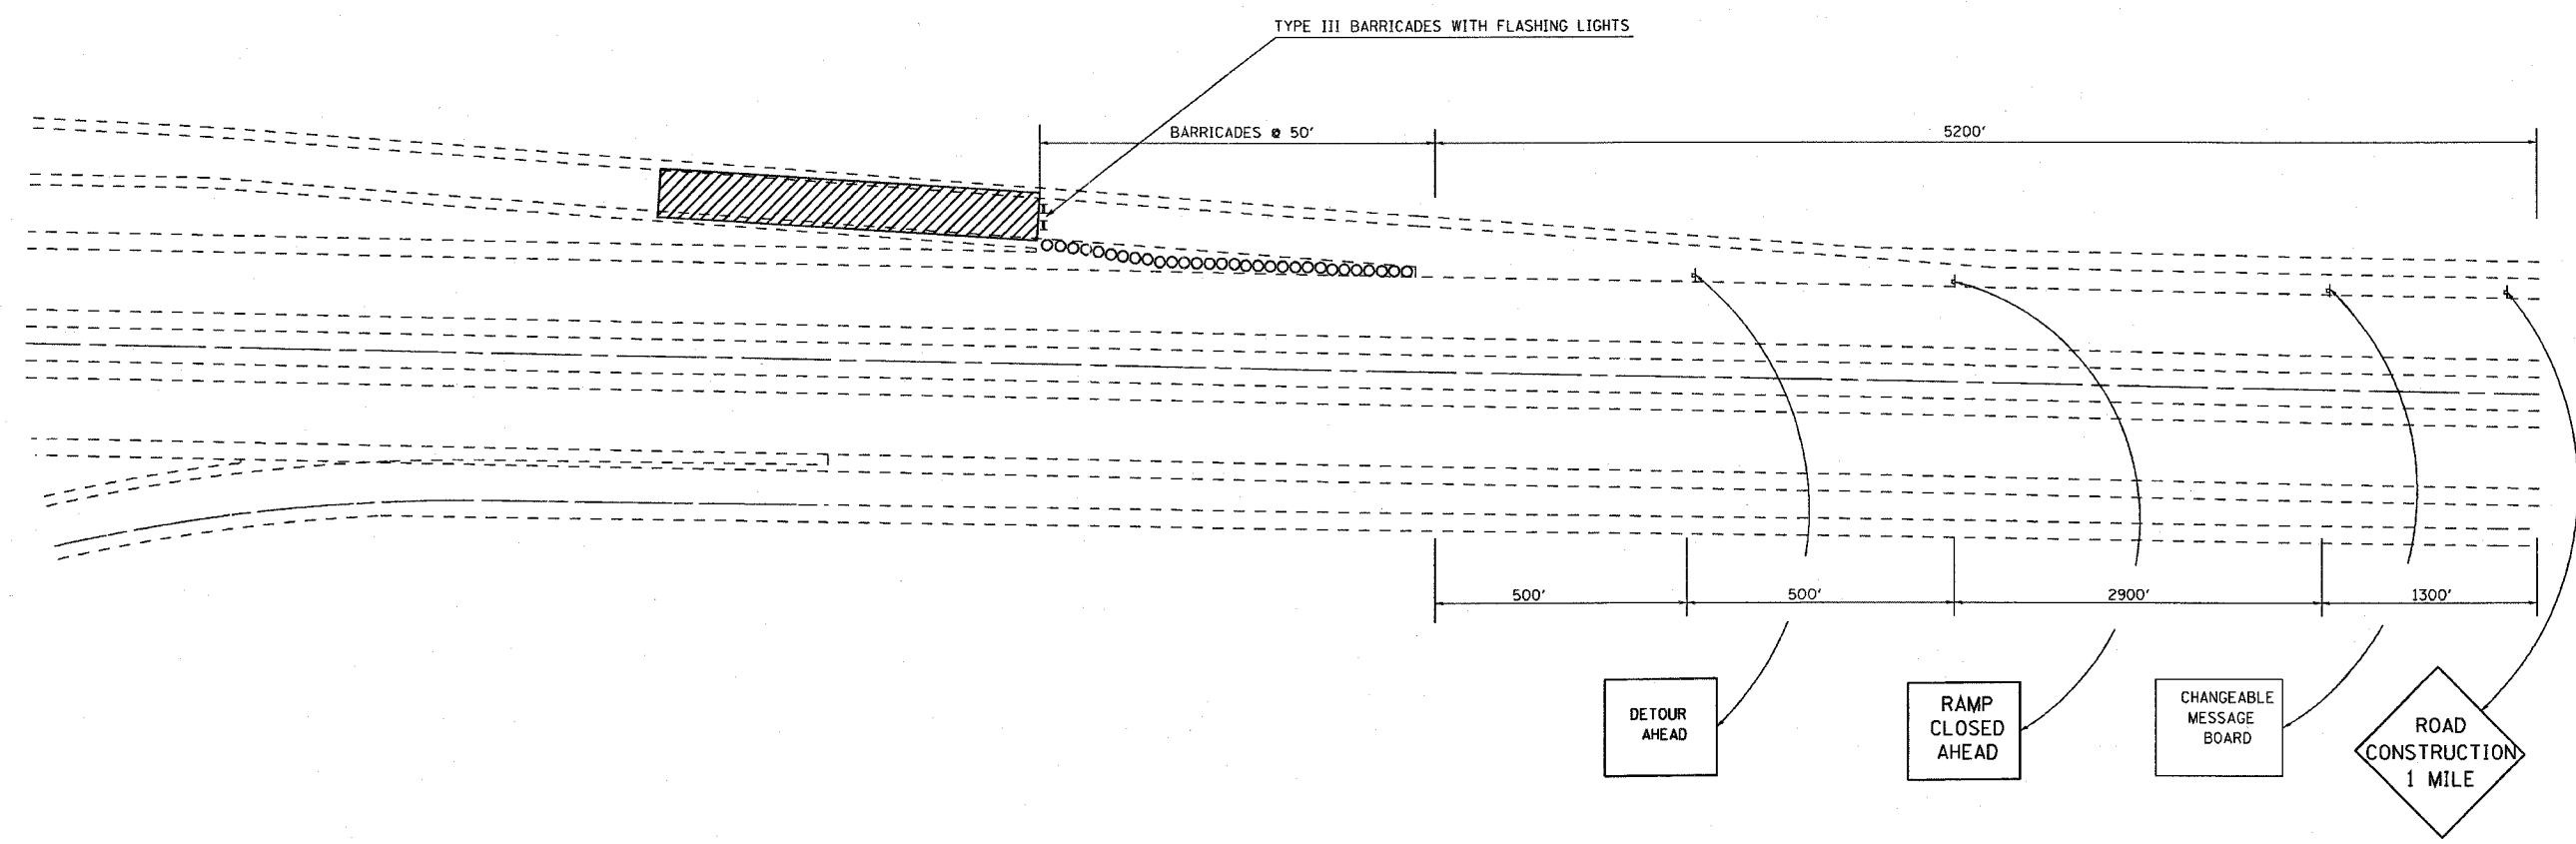 TYPE III BARRICADES WITH FLASHING LIGHTS
BARRICADES @ 50'
5200'
500'
500'
2900'
1300'
DETOUR
AHEAD
RAMP
CLOSED
AHEAD
CHANGEABLE
MESSAGE
BOARD
ROAD
CONSTRUCTION
1 MILE